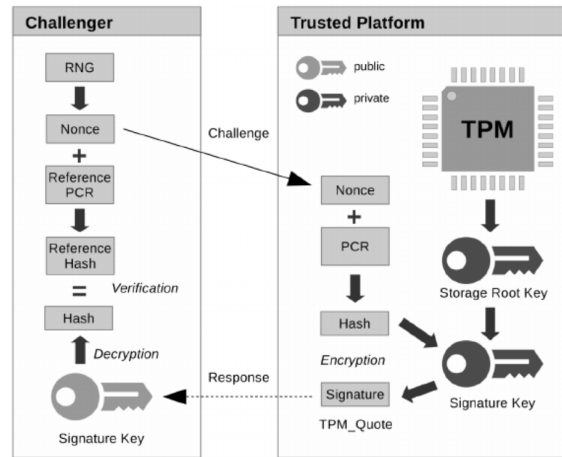 Challenger
RNG
Nonce
+
Reference
PCR
Reference
Hash
=
Verification
Hash
Decryption
Signature Key
Challenge
Response
Trusted Platform
public
private
TPM
Nonce
+
PCR
Hash
Encryption
Signature
TPM_Quote
Storage Root Key
Signature Key